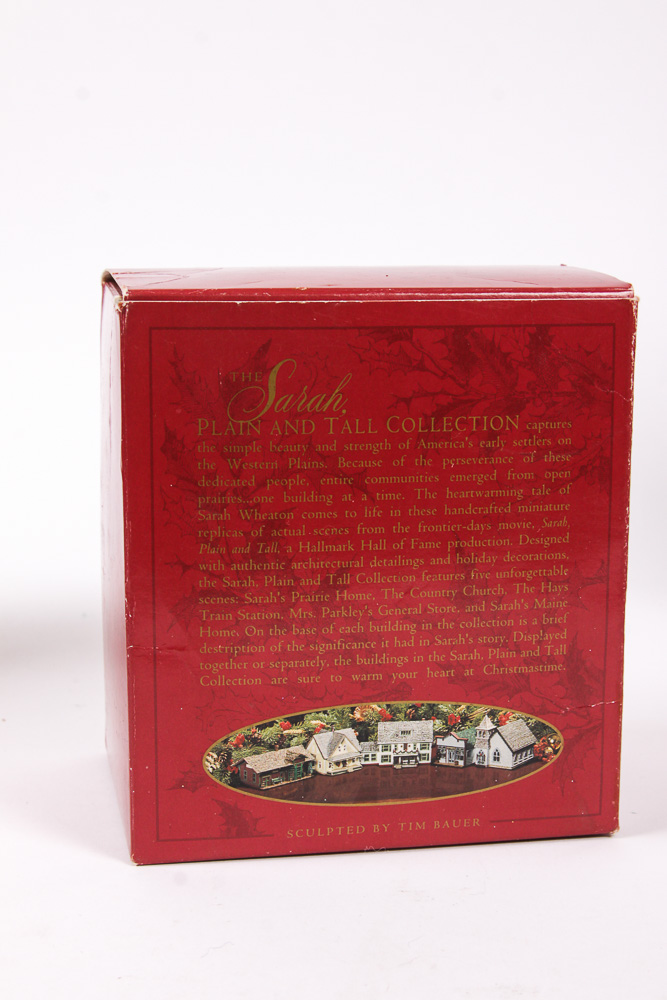 THE Sarah,
PLAIN AND TALL COLLECTION captures
the simple beauty and strength of America's early settlers on
the Western Plains. Because of the perseverance of these
dedicated people, entire communities emerged from open
prairies...one building at a time. The heartwarming tale of
Sarah Wheaton comes to life in these handcrafted miniature
replicas of actual scenes from the frontier-days movie, Sarah,
Plain and Tall, a Hallmark Hall of Fame production. Designed
with authentic architectural detailings and holiday decorations,
the Sarah, Plain and Tall Collection features five unforgettable
scenes: Sarah's Prairie Home, The Country Church, The Hays
Train Station, Mrs. Parkley's General Store, and Sarah's Maine
Home. On the base of each building in the collection is a brief
description of the significance it had in Sarah's story. Displayed
together or separately, the buildings in the Sarah, Plain and Tall
Collection are sure to warm your heart at Christmastime.
SCULPTED BY TIM BAUER